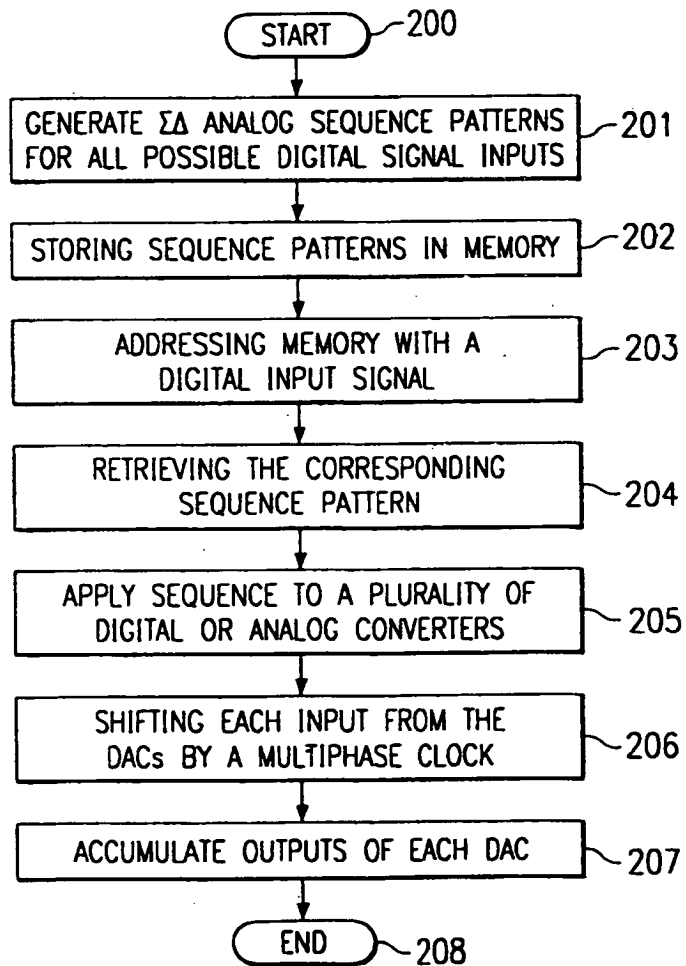 START
200
GENERATE ΣΔ ANALOG SEQUENCE PATTERNS
FOR ALL POSSIBLE DIGITAL SIGNAL INPUTS
201
STORING SEQUENCE PATTERNS IN MEMORY
202
ADDRESSING MEMORY WITH A
DIGITAL INPUT SIGNAL
203
RETRIEVING THE CORRESPONDING
SEQUENCE PATTERN
204
APPLY SEQUENCE TO A PLURALITY OF
DIGITAL OR ANALOG CONVERTERS
205
SHIFTING EACH INPUT FROM THE
DACs BY A MULTIPHASE CLOCK
206
ACCUMULATE OUTPUTS OF EACH DAC
207
END
208